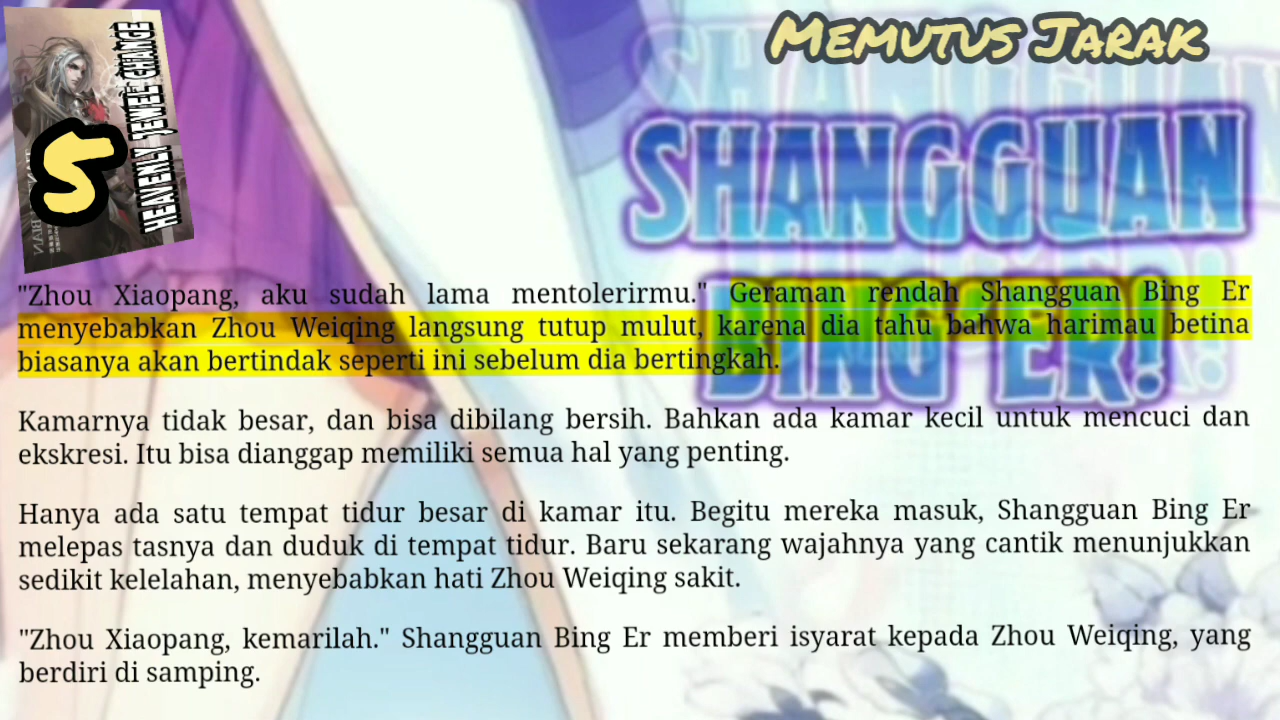 MEMUTUS JARAK
HEAVENLY JEWEL CHANGE
5
SHANGGUAN
BING ER!
"Zhou Xiaopang, aku sudah lama mentolerirmu." Geraman rendah Shangguan Bing Er
menyebabkan Zhou Weiqing langsung tutup mulut, karena dia tahu bahwa harimau betina
biasanya akan bertindak seperti ini sebelum dia bertingkah.
Kamarnya tidak besar, dan bisa dibilang bersih. Bahkan ada kamar kecil untuk mencuci dan
ekskresi. Itu bisa dianggap memiliki semua hal yang penting.
Hanya ada satu tempat tidur besar di kamar itu. Begitu mereka masuk, Shangguan Bing Er
melepas tasnya dan duduk di tempat tidur. Baru sekarang wajahnya yang cantik menunjukkan
sedikit kelelahan, menyebabkan hati Zhou Weiqing sakit.
"Zhou Xiaopang, kemarilah." Shangguan Bing Er memberi isyarat kepada Zhou Weiqing, yang
berdiri di samping.